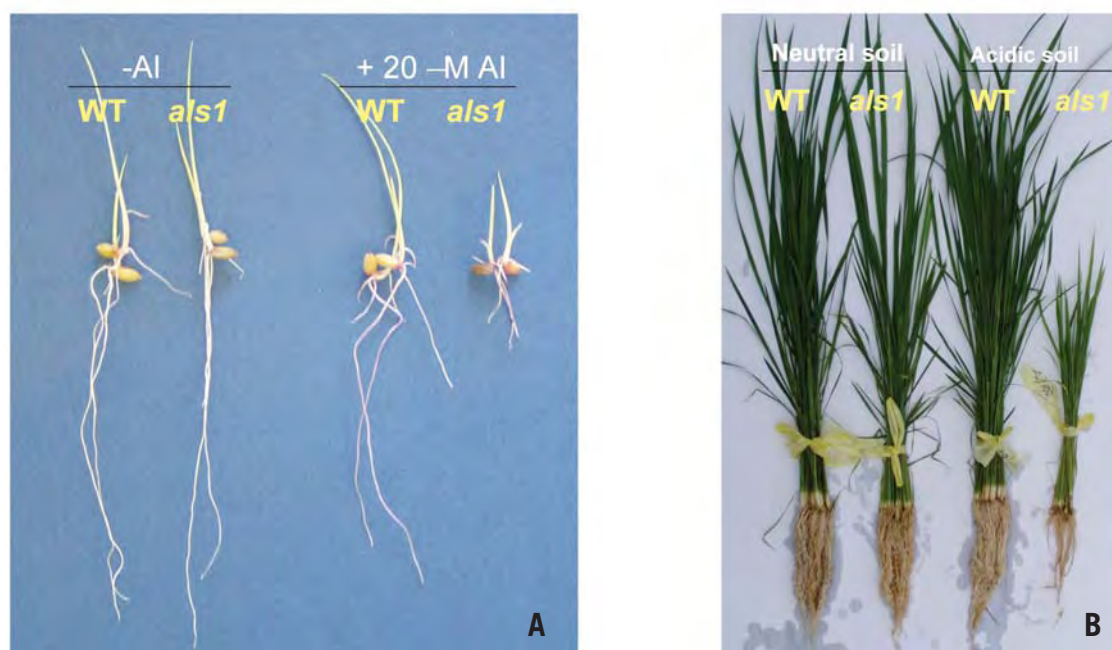 -Al
+ 20 —M Al
WT als1
WT als1
A
Neutral soil
Acidic soil
WT als1
WT als1
B